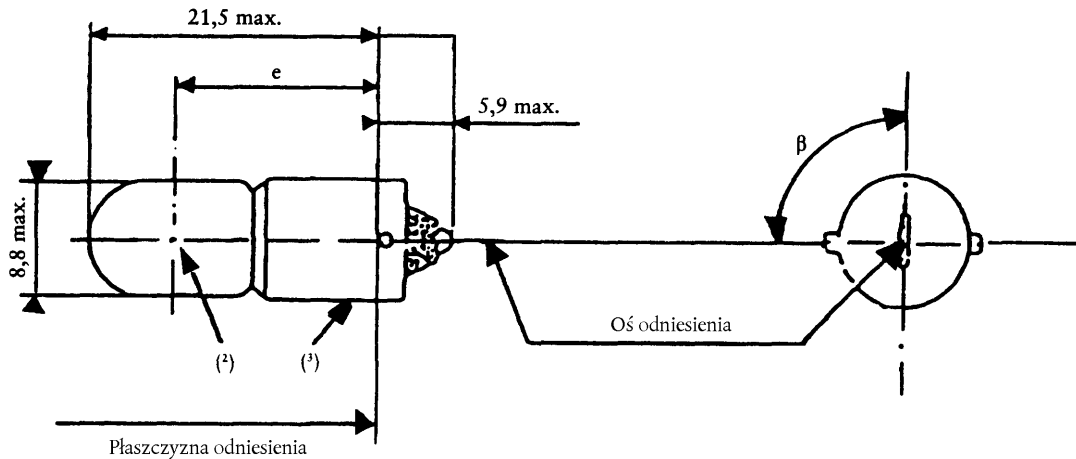 21,5 max.
e
5,9 max.
β
8,8 max.
Oś odniesienia
(²)
(³)
Płaszczyzna odniesienia